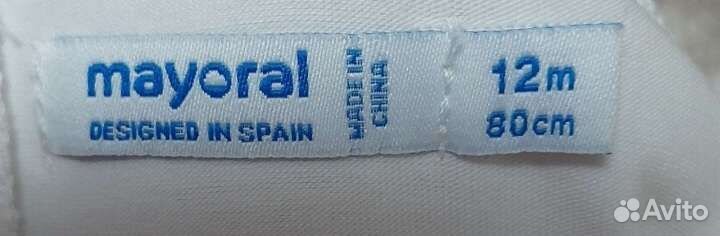 mayoral
DESIGNED IN SPAIN
MADE IN
CHINA
12m
80cm
Avito